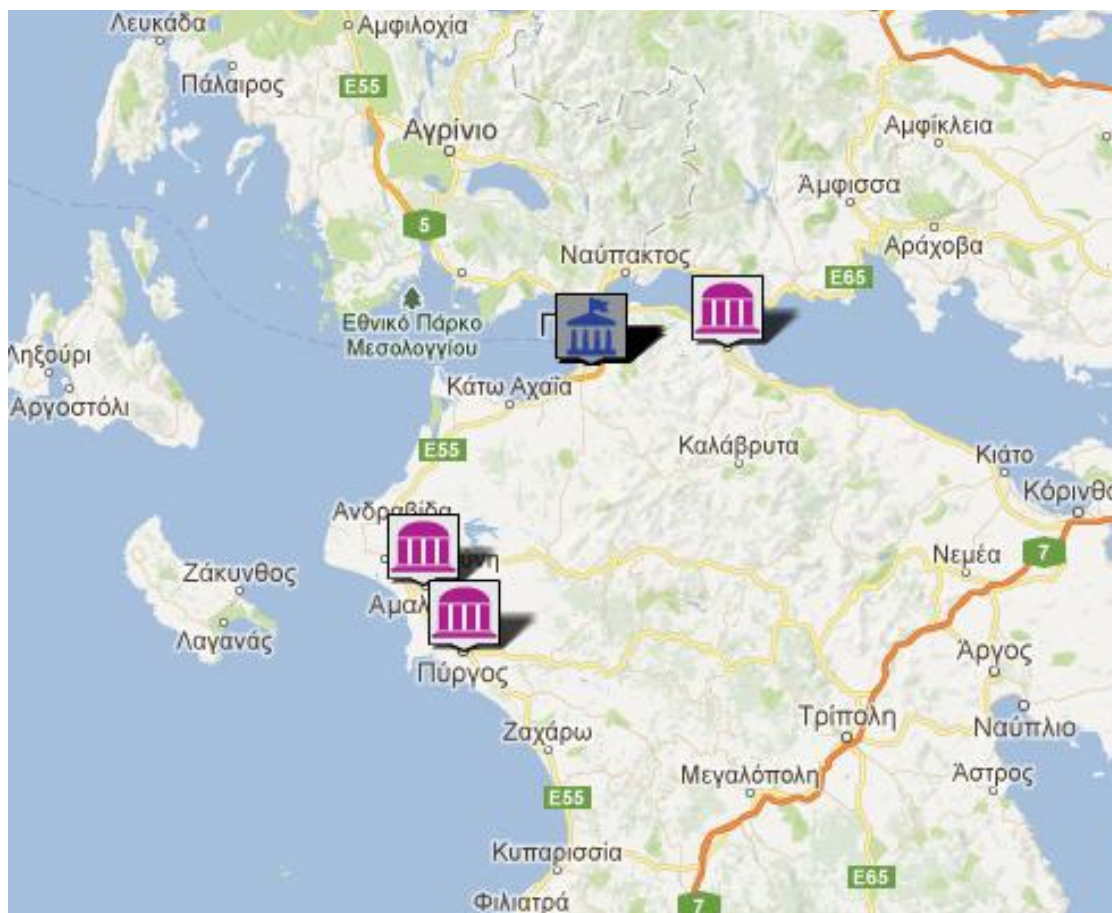 Λευκάδα
Αμφιλοχία
Πάλαιρος
E55
Αγρίνιο
Αμφίκλεια
Άμφισσα
5
Αράχοβα
Ναύπακτος
E65
Εθνικό Πάρκο
Μεσολογγίου
Π
Ληξούρι
Αργοστόλι
Κάτω Αχαΐα
E55
Καλάβρυτα
Κιάτο
Κόρινθο
Ανδραβίδα
7
Νεμέα
Ζάκυνθος
Αμαλ
Λαγανάς
Πύργος
Άργος
Τρίπολη
Ναύπλιο
Ζαχάρω
Μεγαλόπολη
Άστρος
E55
Κυπαρισσία
E65
Φιλιατρά
7